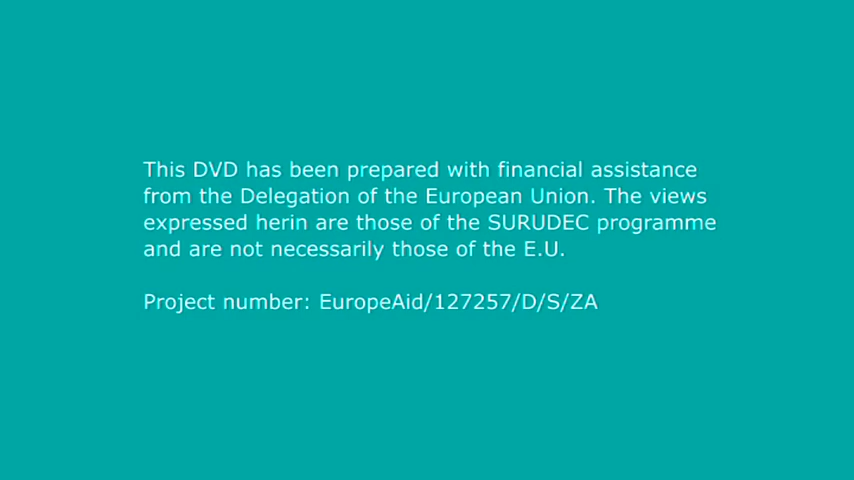 This DVD has been prepared with financial assistance
from the Delegation of the European Union. The views
expressed herin are those of the SURUDEC programme
and are not necessarily those of the E.U.
Project number: EuropeAid/127257/D/S/ZA